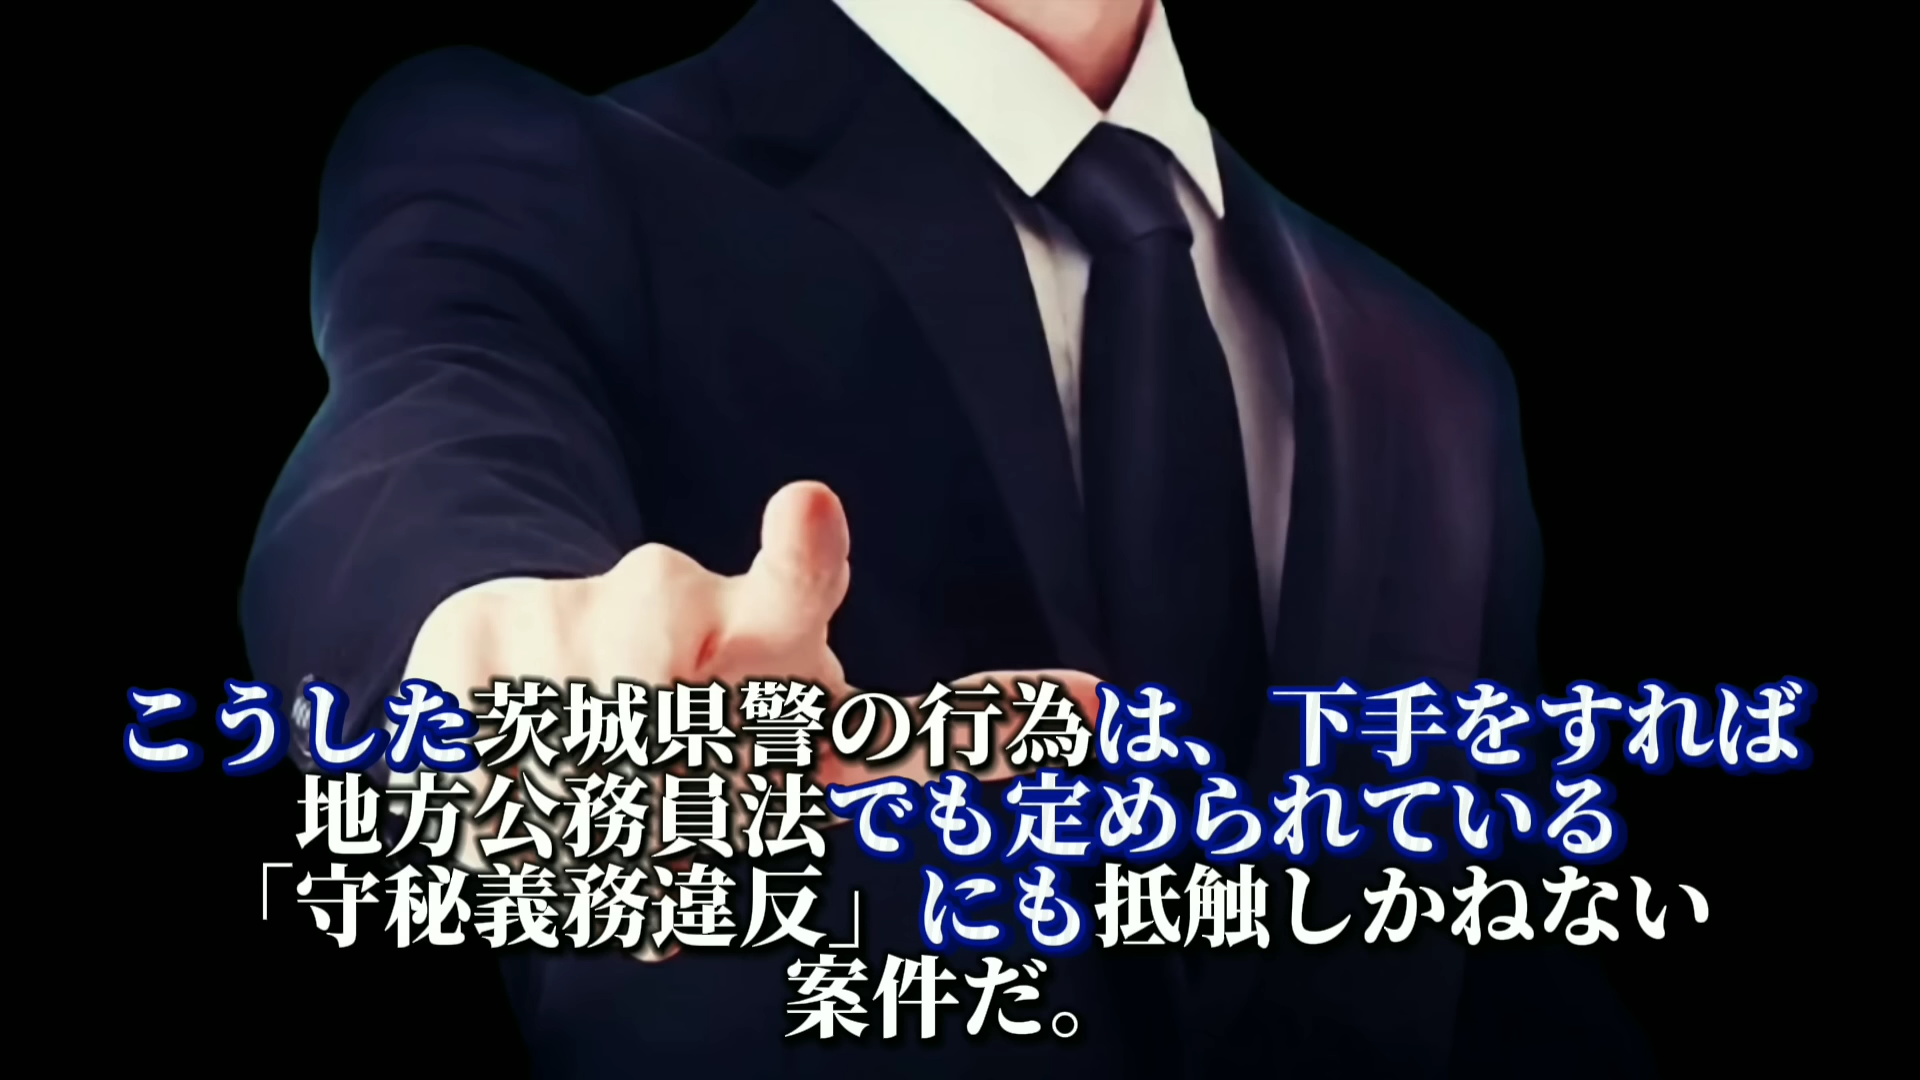 こうした茨城県警の行為は、下手をすれば
地方公務員法でも定められている
「守秘義務違反」にも抵触しかねない
案件だ。